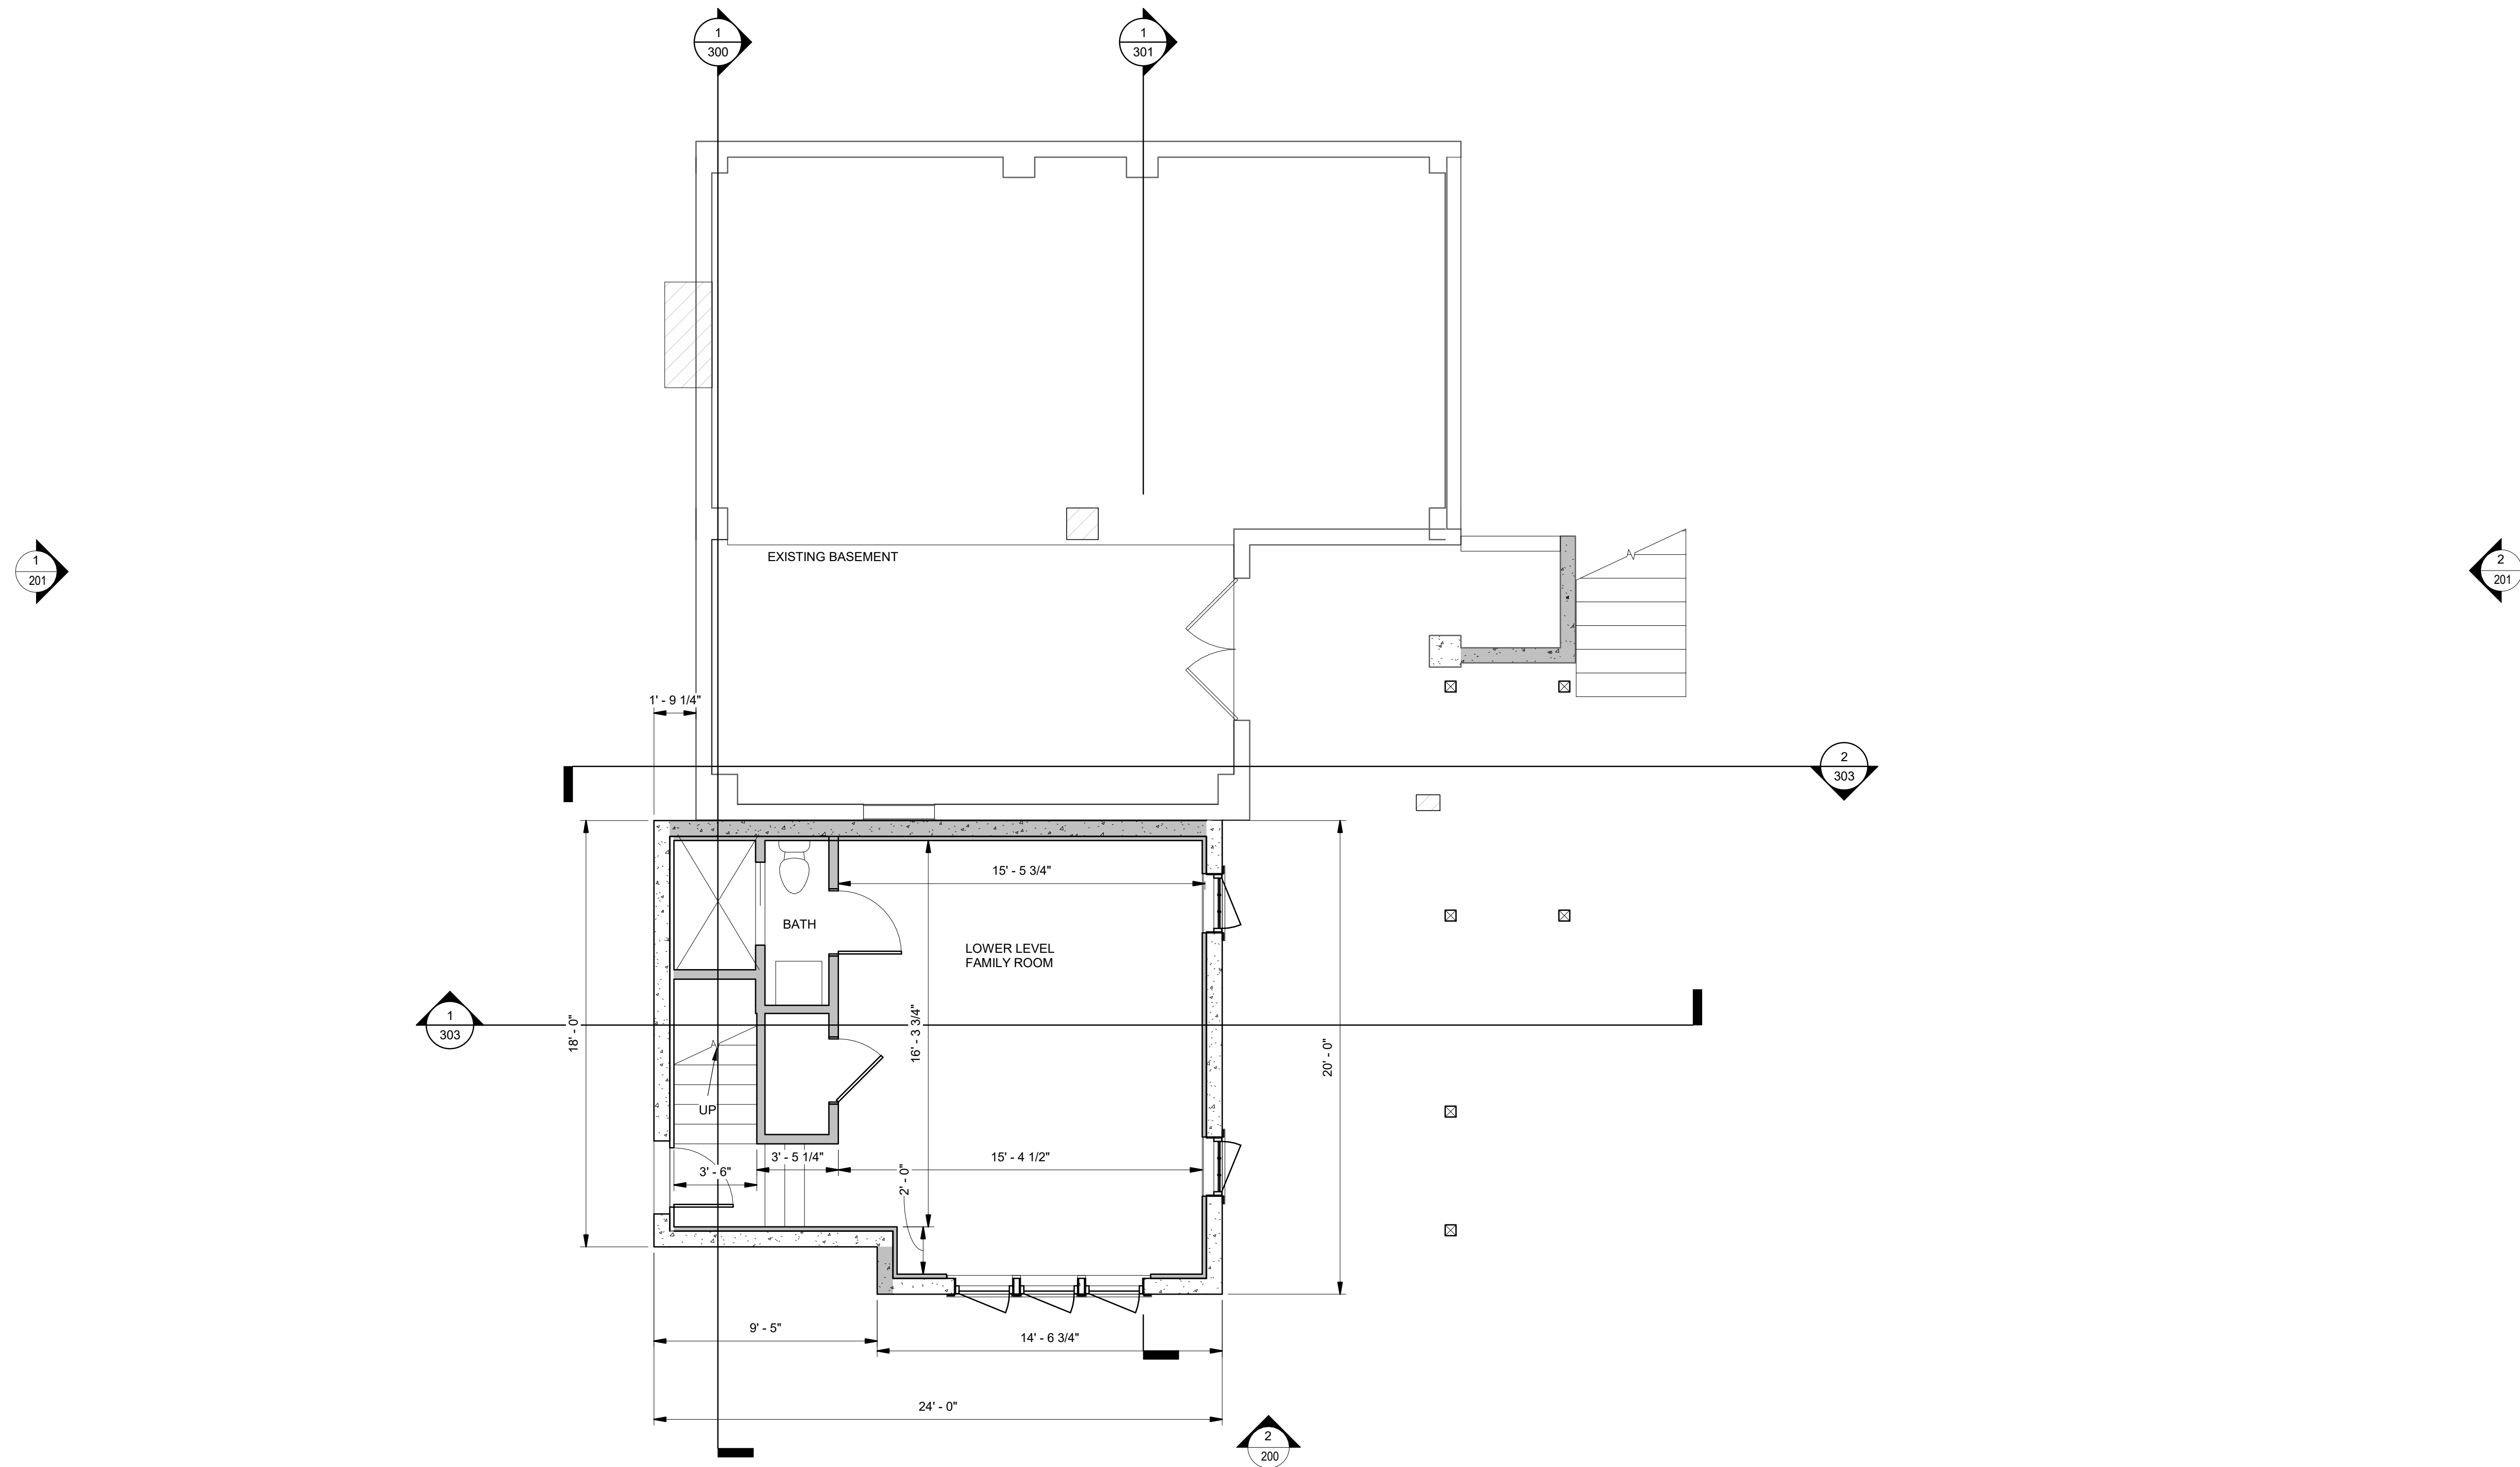 1
300
1
301
EXISTING BASEMENT
1
201
2
201
1' - 9 1/4"
2
303
15' - 5 3/4"
BATH
LOWER LEVEL
FAMILY ROOM
1
303
18' - 0"
16' - 3 3/4"
20' - 0"
UP
3' - 6"
3' - 5 1/4"
15' - 4 1/2"
2' - 0"
9' - 5"
14' - 6 3/4"
24' - 0"
2
200